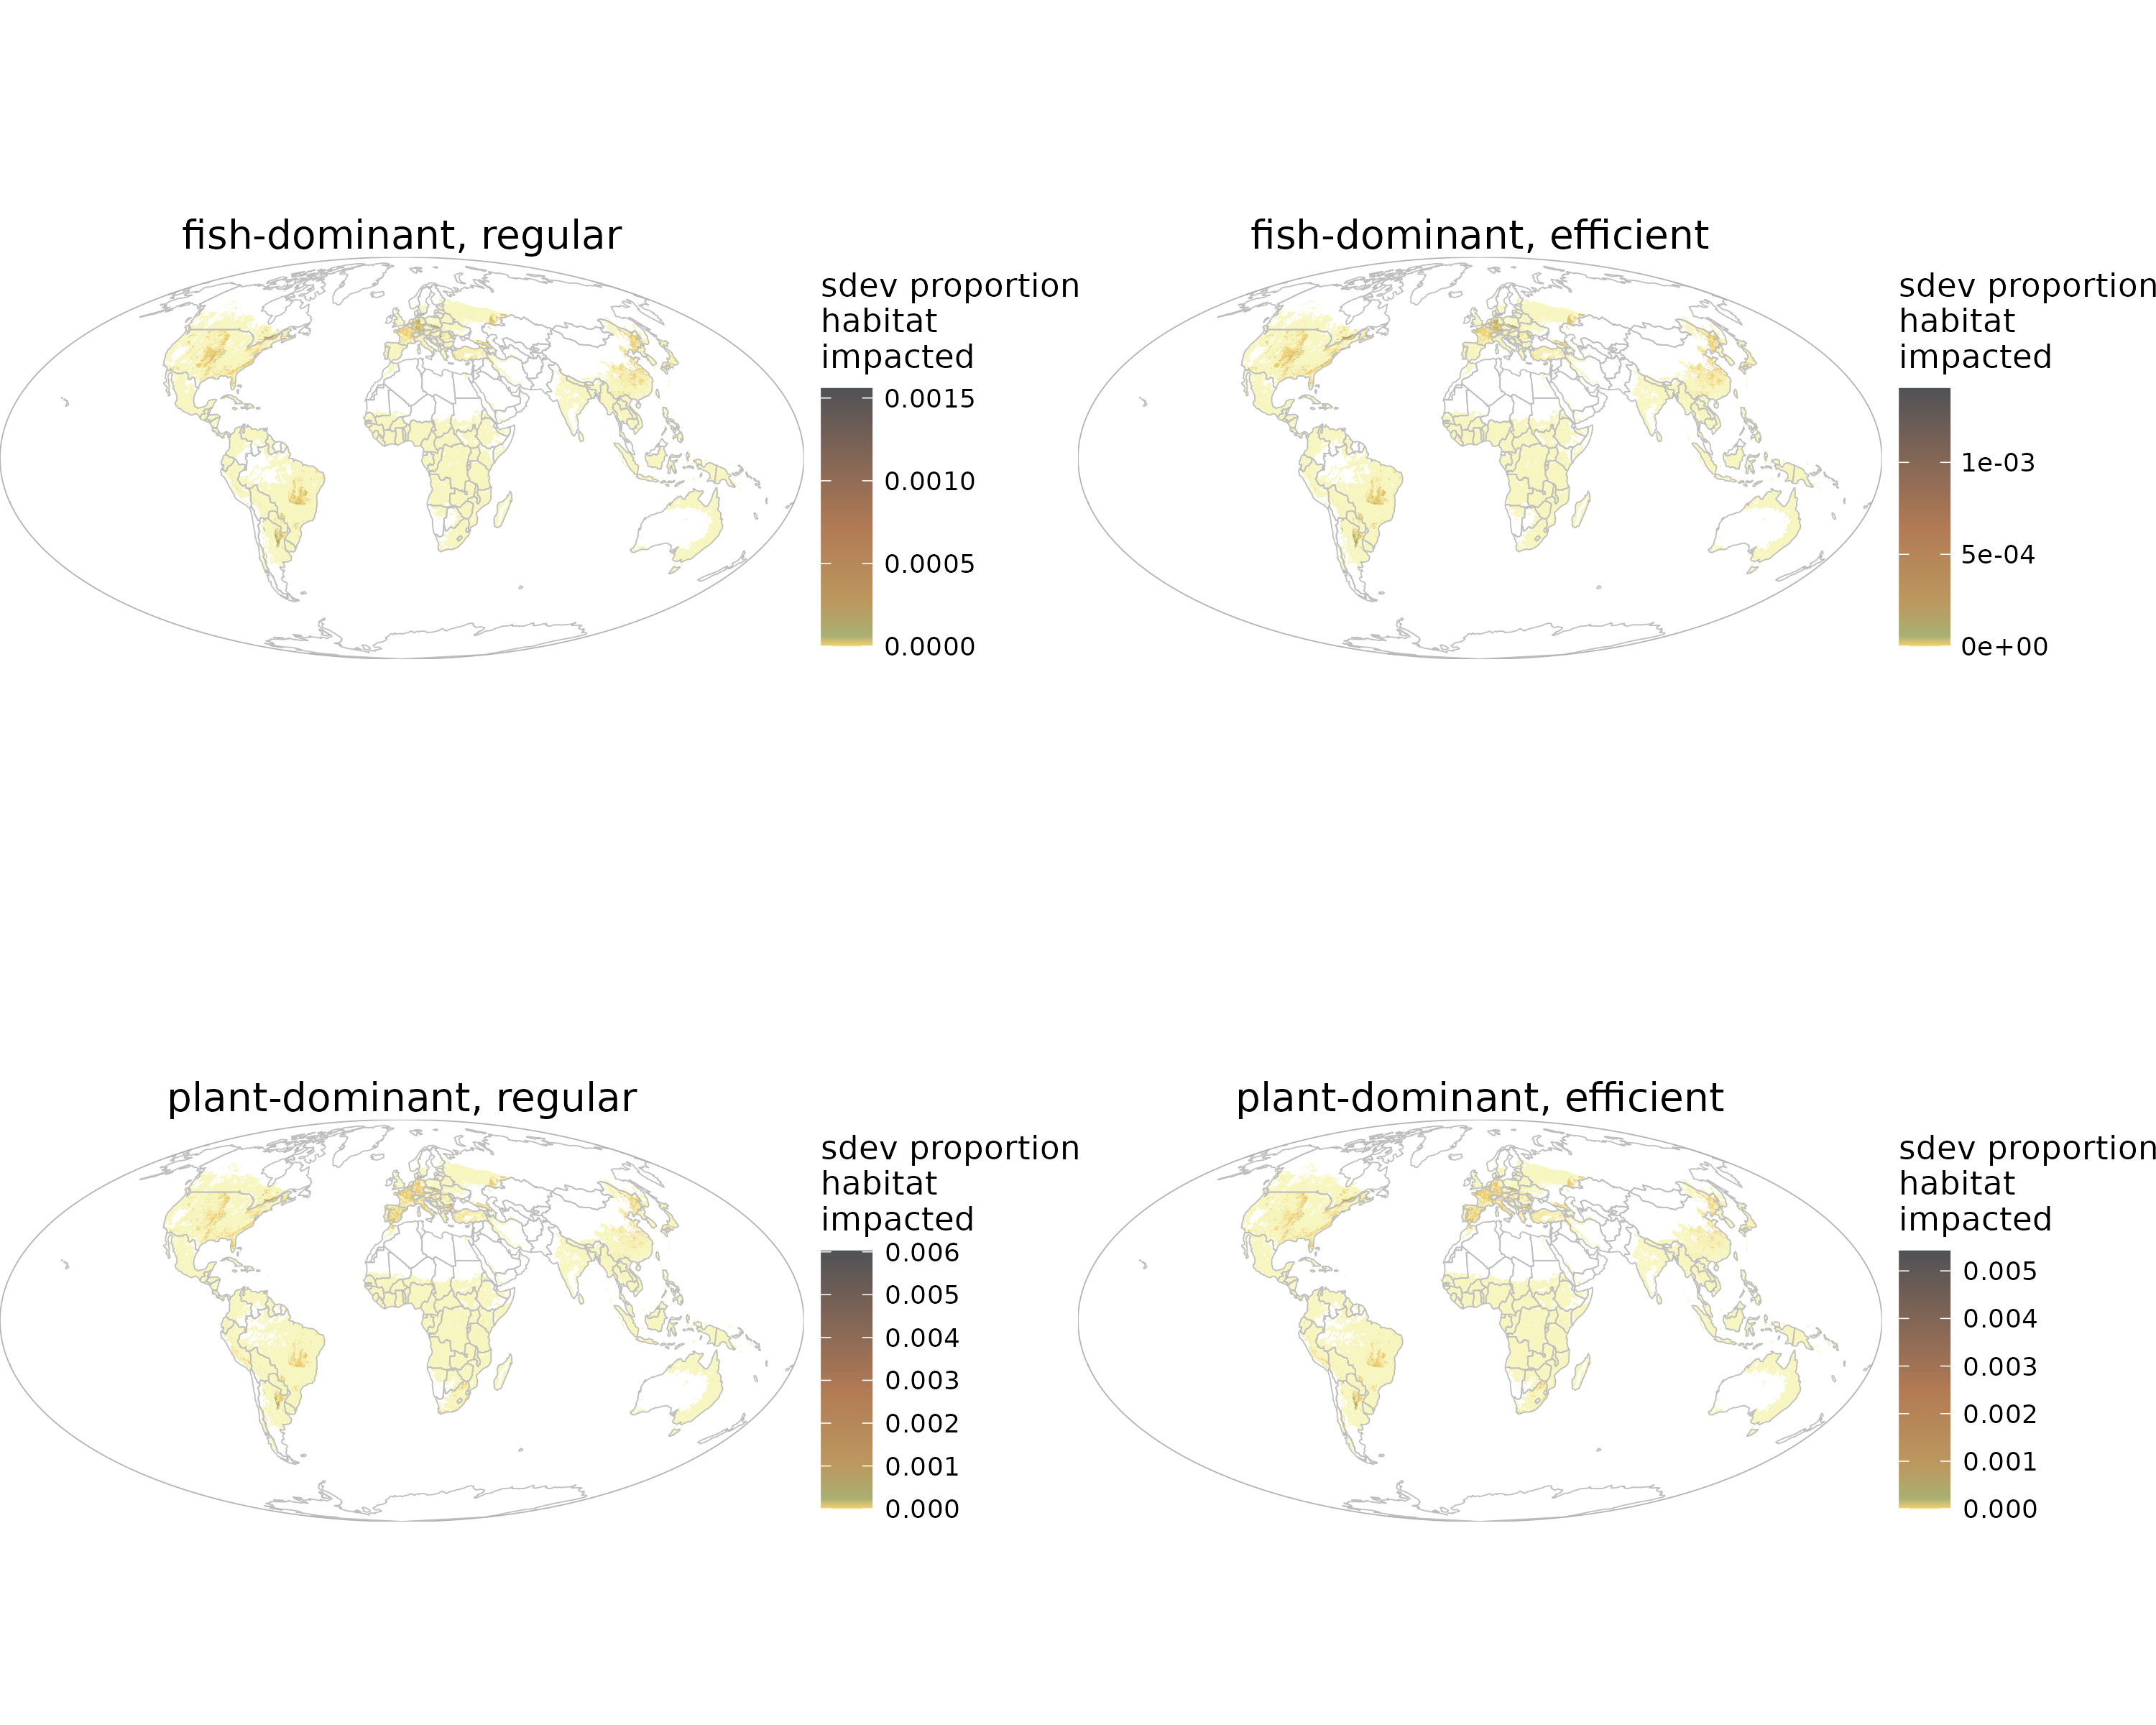 fish-dominant, regular
sdev proportion
habitat
impacted
0.0015
0.0010
0.0005
0.0000
fish-dominant, efficient
sdev proportion
habitat
impacted
1e-03
5e-04
0e+00
plant-dominant, regular
sdev proportion
habitat
impacted
0.006
0.005
0.004
0.003
0.002
0.001
0.000
plant-dominant, efficient
sdev proportion
habitat
impacted
0.005
0.004
0.003
0.002
0.001
0.000